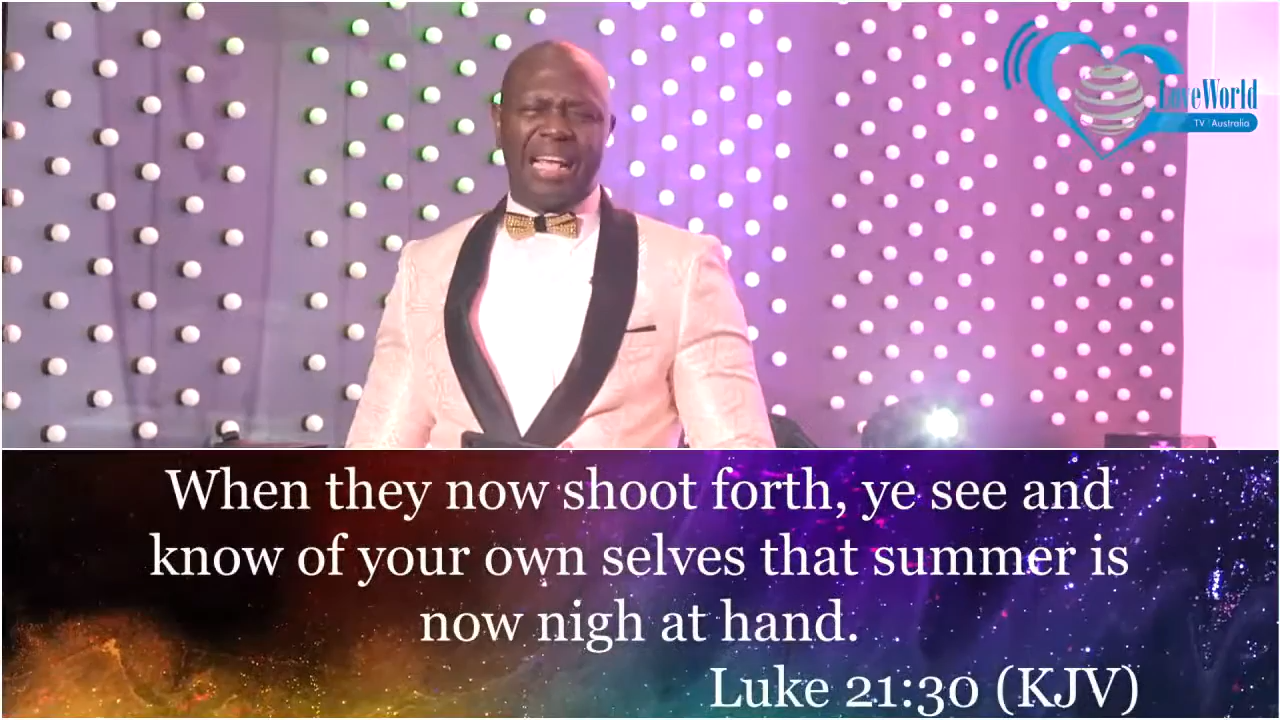 LoveWorld
TV Australia
When they now shoot forth, ye see and
know of your own selves that summer is
now nigh at hand.
Luke 21:30 (KJV)